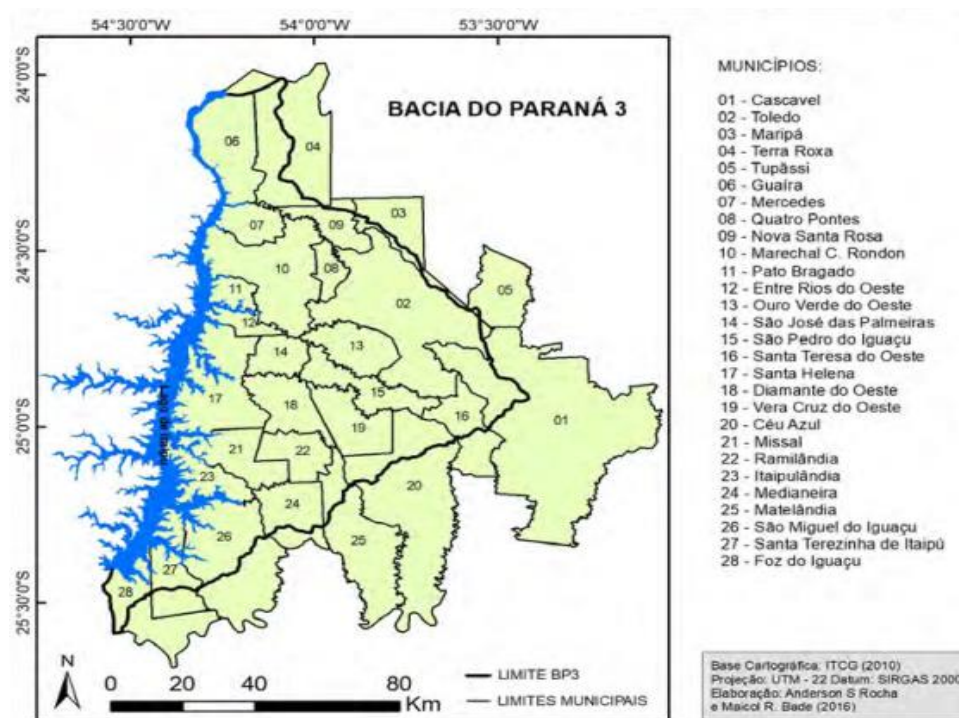 54°30'0"W 54°0'0"W 53°30'0"W
24°0'0"S
24°30'0"S
25°0'0"S
25°30'0"S
BACIA DO PARANÁ 3
06
04
03
07
09
10
08
05
11
02
12
13
14
15
17
18
16
01
19
21
22
20
23
24
26
25
27
28
Lago de Itaipu
N
0 20 40 80
Km
LIMITE BP3
LIMITES MUNICIPAIS
MUNICÍPIOS:
01 - Cascavel
02 - Toledo
03 - Maripá
04 - Terra Roxa
05 - Tupãssi
06 - Guaíra
07 - Mercedes
08 - Quatro Pontes
09 - Nova Santa Rosa
10 - Marechal C. Rondon
11 - Pato Bragado
12 - Entre Rios do Oeste
13 - Ouro Verde do Oeste
14 - São José das Palmeiras
15 - São Pedro do Iguaçu
16 - Santa Teresa do Oeste
17 - Santa Helena
18 - Diamante do Oeste
19 - Vera Cruz do Oeste
20 - Céu Azul
21 - Missal
22 - Ramilândia
23 - Itaipulândia
24 - Medianeira
25 - Matelândia
26 - São Miguel do Iguaçu
27 - Santa Terezinha de Itaipú
28 - Foz do Iguaçu
Base Cartográfica: ITCG (2010)
Projeção: UTM - 22 Datum: SIRGAS 2000
Elaboração: Anderson S Rocha
e Maicol R. Bade (2016)